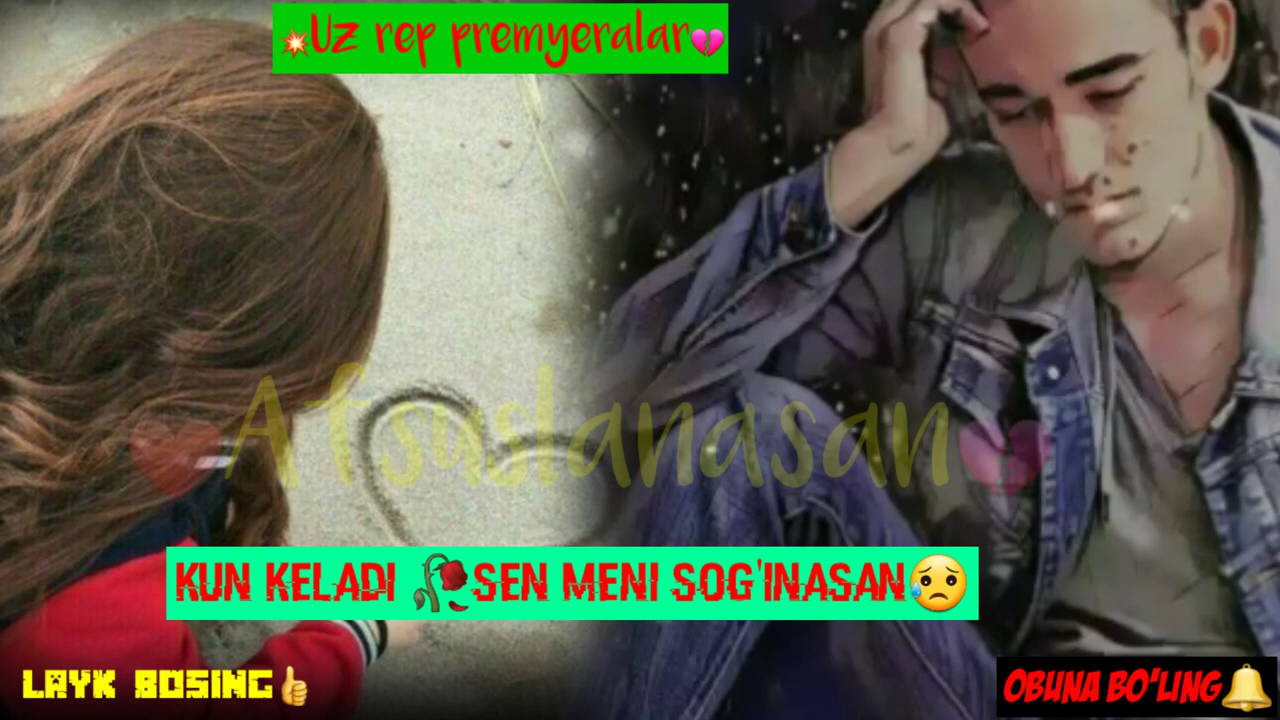 💥Uz rep premyeralar💔
❤Afsuslanasan💔
KUN KELADI 🥀SEN MENI SOG'INASAN😥
LAYK BOSING👍
OBUNA BO'LING🔔